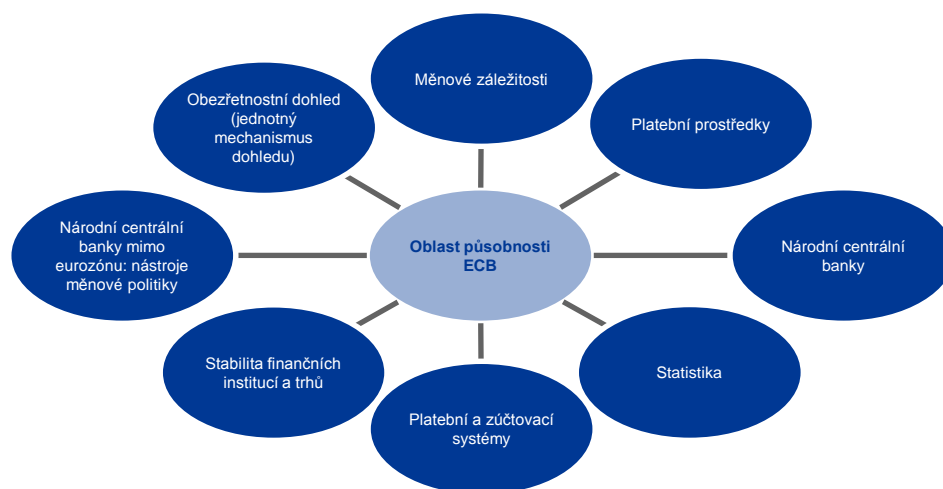 Měnové záležitosti
Obezřetnostní dohled
(jednotný
mechanismus
dohledu)
Platební prostředky
Národní centrální
banky mimo
eurozónu: nástroje
měnové politiky
Oblast působnosti
ECB
Národní centrální
banky
Stabilita finančních
institucí a trhů
Statistika
Platební a zúčtovací
systémy